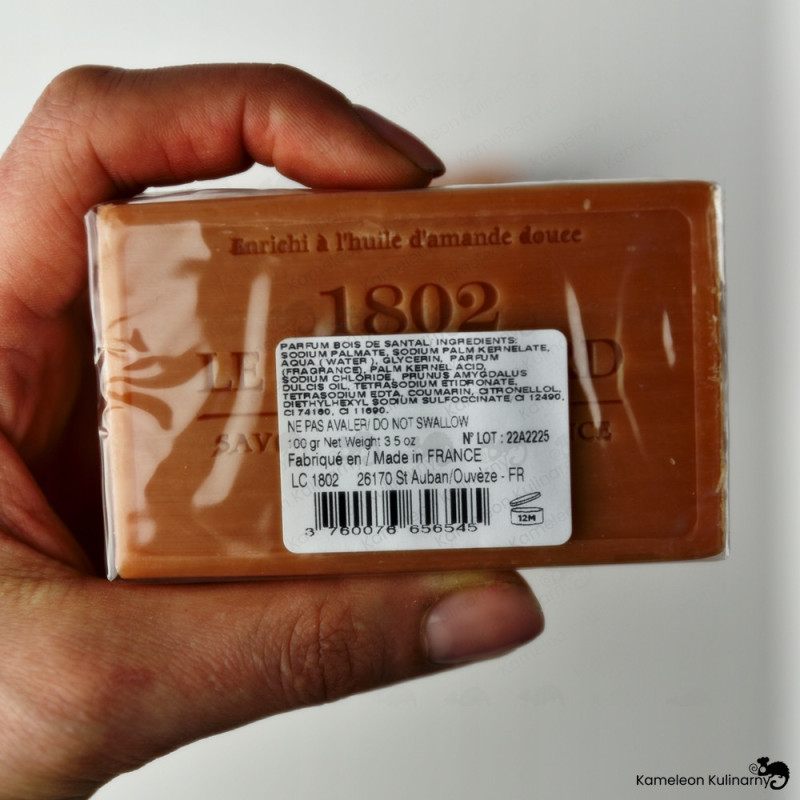 Enrichi à l'huile d'amande douce
1802
LE
PARFUM BOIS DE SANTAL/ INGREDIENTS:
SODIUM PALMATE, SODIUM PALM KERNELATE,
AQUA ( WATER ), GLYCERIN, PARFUM
(FRAGRANCE), PALM KERNEL ACID,
SODIUM CHLORIDE, PRUNUS AMYGDALUS
DULCIS OIL, TETRASODIUM ETIDRONATE,
TETRASODIUM EDTA, COUMARIN, CITRONELLOL,
DIETHYLHEXYL SODIUM SULFOCCINATE, CI 12490,
CI 74160, CI 11690.
NE PAS AVALER/ DO NOT SWALLOW
100 gr Net Weight 3 5 oz N° LOT : 22A2225
Fabriqué en / Made in FRANCE
LC 1802 26170 St Auban/Ouvèze - FR
3 760076 656545
12M
Kameleon Kulinarny